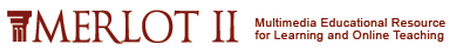 MERLOT II
Multimedia Educational Resource
for Learning and Online Teaching